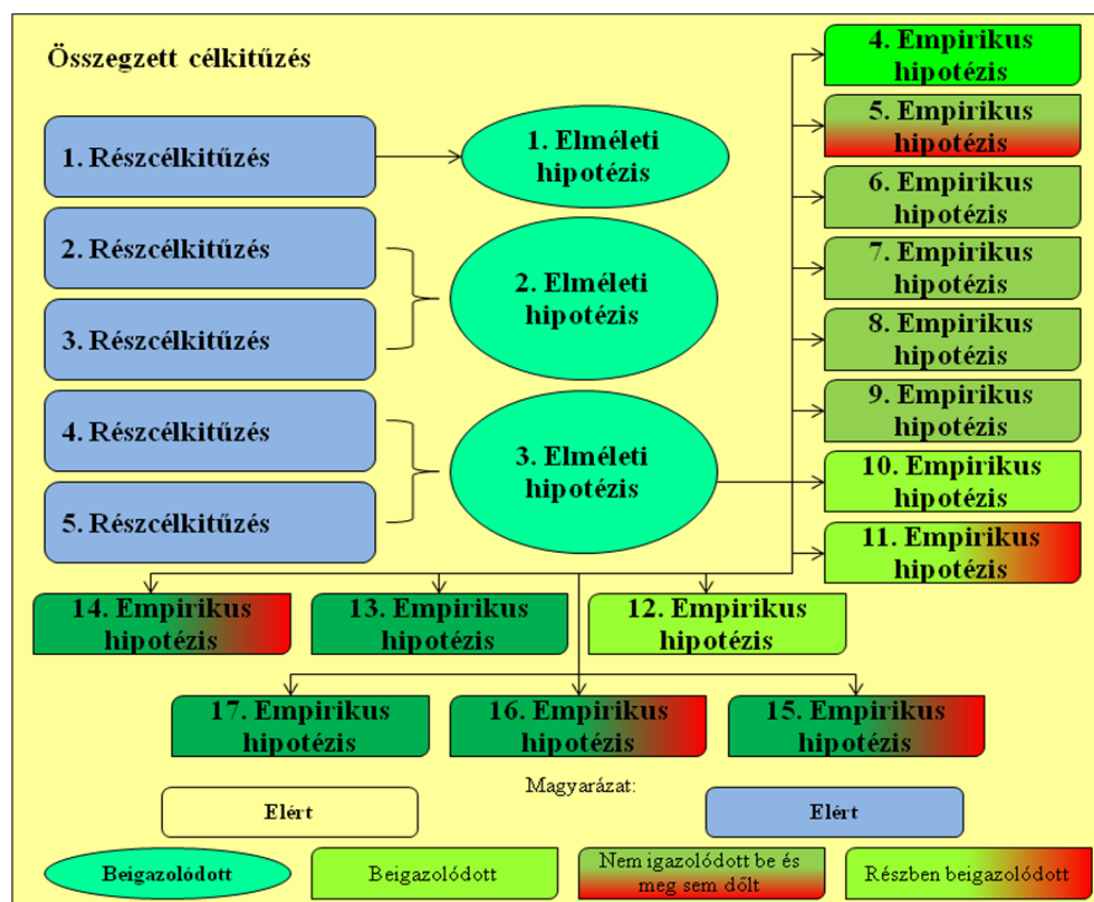 Összegzett célkitűzés
1. Részcélkitűzés
2. Részcélkitűzés
3. Részcélkitűzés
4. Részcélkitűzés
5. Részcélkitűzés
1. Elméleti
hipotézis
2. Elméleti
hipotézis
3. Elméleti
hipotézis
4. Empirikus
hipotézis
5. Empirikus
hipotézis
6. Empirikus
hipotézis
7. Empirikus
hipotézis
8. Empirikus
hipotézis
9. Empirikus
hipotézis
10. Empirikus
hipotézis
11. Empirikus
hipotézis
14. Empirikus
hipotézis
13. Empirikus
hipotézis
12. Empirikus
hipotézis
17. Empirikus
hipotézis
16. Empirikus
hipotézis
15. Empirikus
hipotézis
Magyarázat:
Elért
Elért
Beigazolódott
Beigazolódott
Nem igazolódott be és
meg sem dőlt
Részben beigazolódott